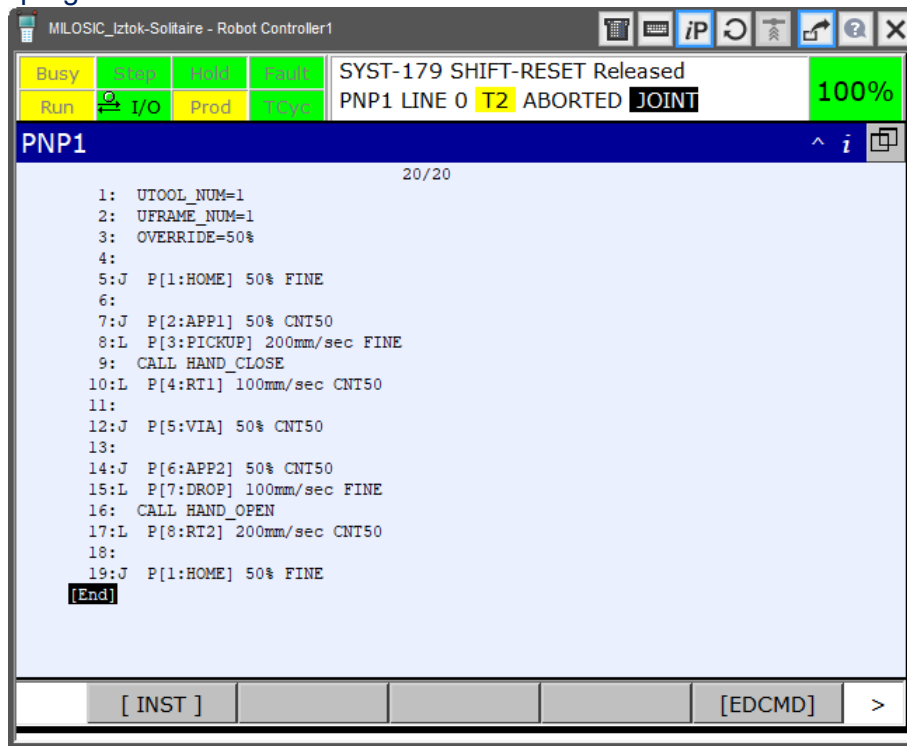 MILOSIC_Iztok-Solitaire - Robot Controller1
iP
Busy Step Hold Fault
Run I/O Prod TCyc
SYST-179 SHIFT-RESET Released
PNP1 LINE 0 T2 ABORTED JOINT
100%
PNP1
i
20/20
1: UTOOL_NUM=1
2: UFRAME_NUM=1
3: OVERRIDE=50%
4:
5:J P[1:HOME] 50% FINE
6:
7:J P[2:APP1] 50% CNT50
8:L P[3:PICKUP] 200mm/sec FINE
9: CALL HAND_CLOSE
10:L P[4:RT1] 100mm/sec CNT50
11:
12:J P[5:VIA] 50% CNT50
13:
14:J P[6:APP2] 50% CNT50
15:L P[7:DROP] 100mm/sec FINE
16: CALL HAND_OPEN
17:L P[8:RT2] 200mm/sec CNT50
18:
19:J P[1:HOME] 50% FINE
[End]
[ INST ] [EDCMD] >